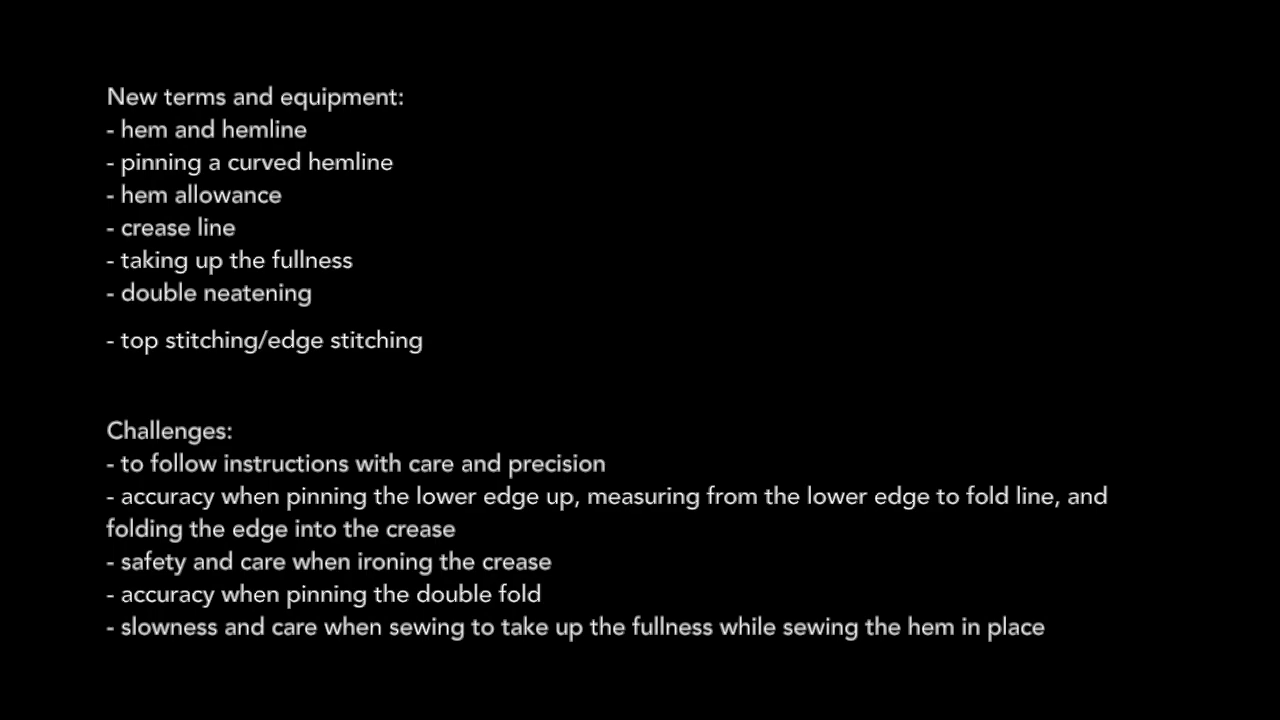 New terms and equipment:
- hem and hemline
- pinning a curved hemline
- hem allowance
- crease line
- taking up the fullness
- double neatening
- top stitching/edge stitching
Challenges:
- to follow instructions with care and precision
- accuracy when pinning the lower edge up, measuring from the lower edge to fold line, and
folding the edge into the crease
- safety and care when ironing the crease
- accuracy when pinning the double fold
- slowness and care when sewing to take up the fullness while sewing the hem in place